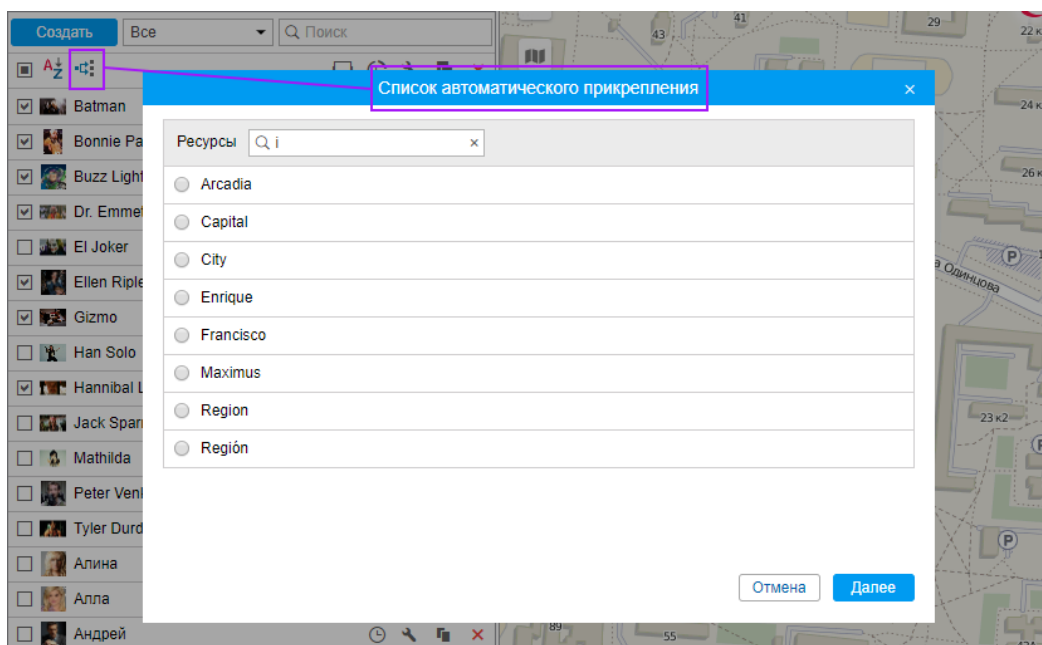 Создать
Все
Поиск
A
Z
Список автоматического прикрепления
×
Batman
Bonnie Pa
Buzz Light
Dr. Emmet
El Joker
Ellen Riple
Gizmo
Han Solo
Hannibal L
Jack Sparr
Mathilda
Peter Venk
Tyler Durd
Алина
Алла
Андрей
Ресурсы
i
×
Arcadia
Capital
City
Enrique
Francisco
Maximus
Region
Región
Отмена
Далее
41
43
29
22 к
24 к
26 к
P
а Одинцова
23 к2
P
P
89
55